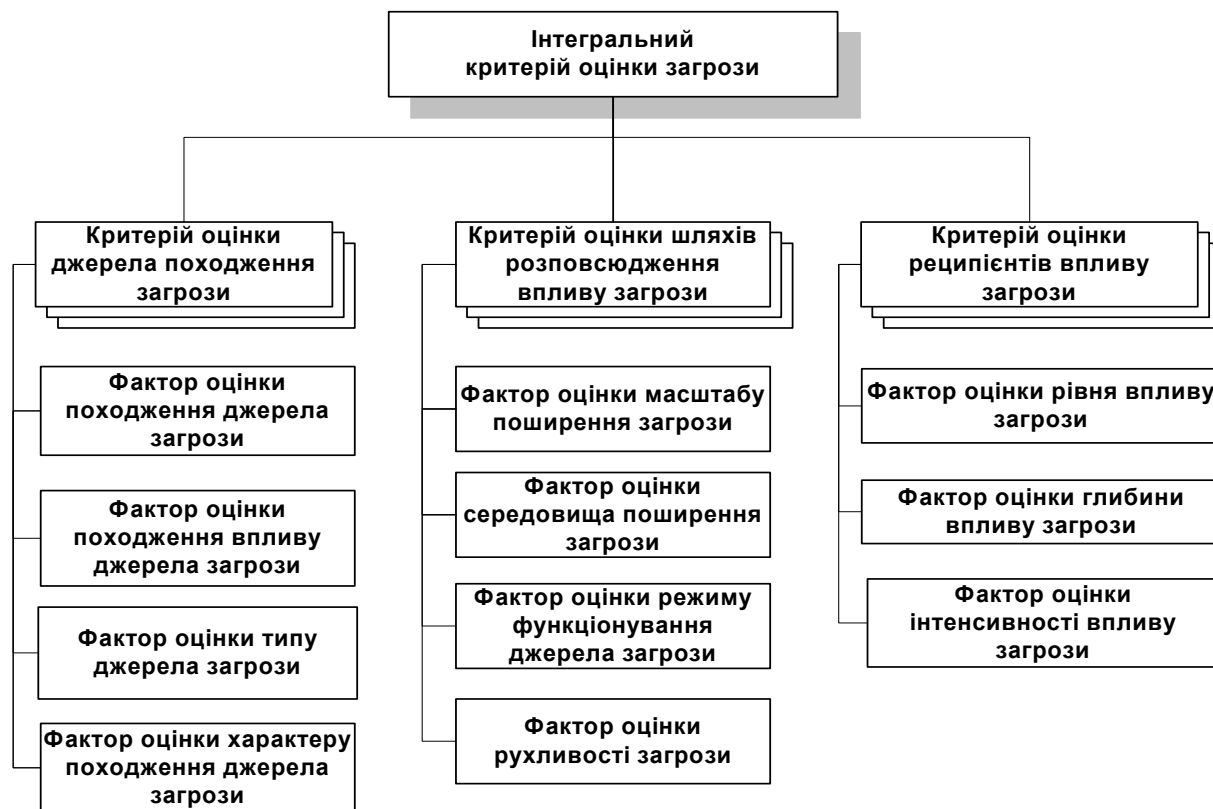 Інтегральний
критерій оцінки загрози
Критерій оцінки
джерела походження
загрози
Фактор оцінки
походження джерела
загрози
Фактор оцінки
походження впливу
джерела загрози
Фактор оцінки типу
джерела загрози
Фактор оцінки характеру
походження джерела
загрози
Критерій оцінки шляхів
розповсюдження
впливу загрози
Фактор оцінки масштабу
поширення загрози
Фактор оцінки
середовища поширення
загрози
Фактор оцінки режиму
функціонування
джерела загрози
Фактор оцінки
рухливості загрози
Критерій оцінки
реципієнтів впливу
загрози
Фактор оцінки рівня впливу
загрози
Фактор оцінки глибини
впливу загрози
Фактор оцінки
інтенсивності впливу
загрози